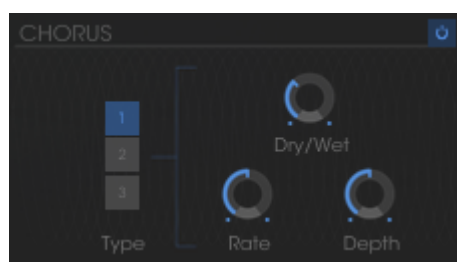 CHORUS
1
2
3
Dry/Wet
Type
Rate
Depth